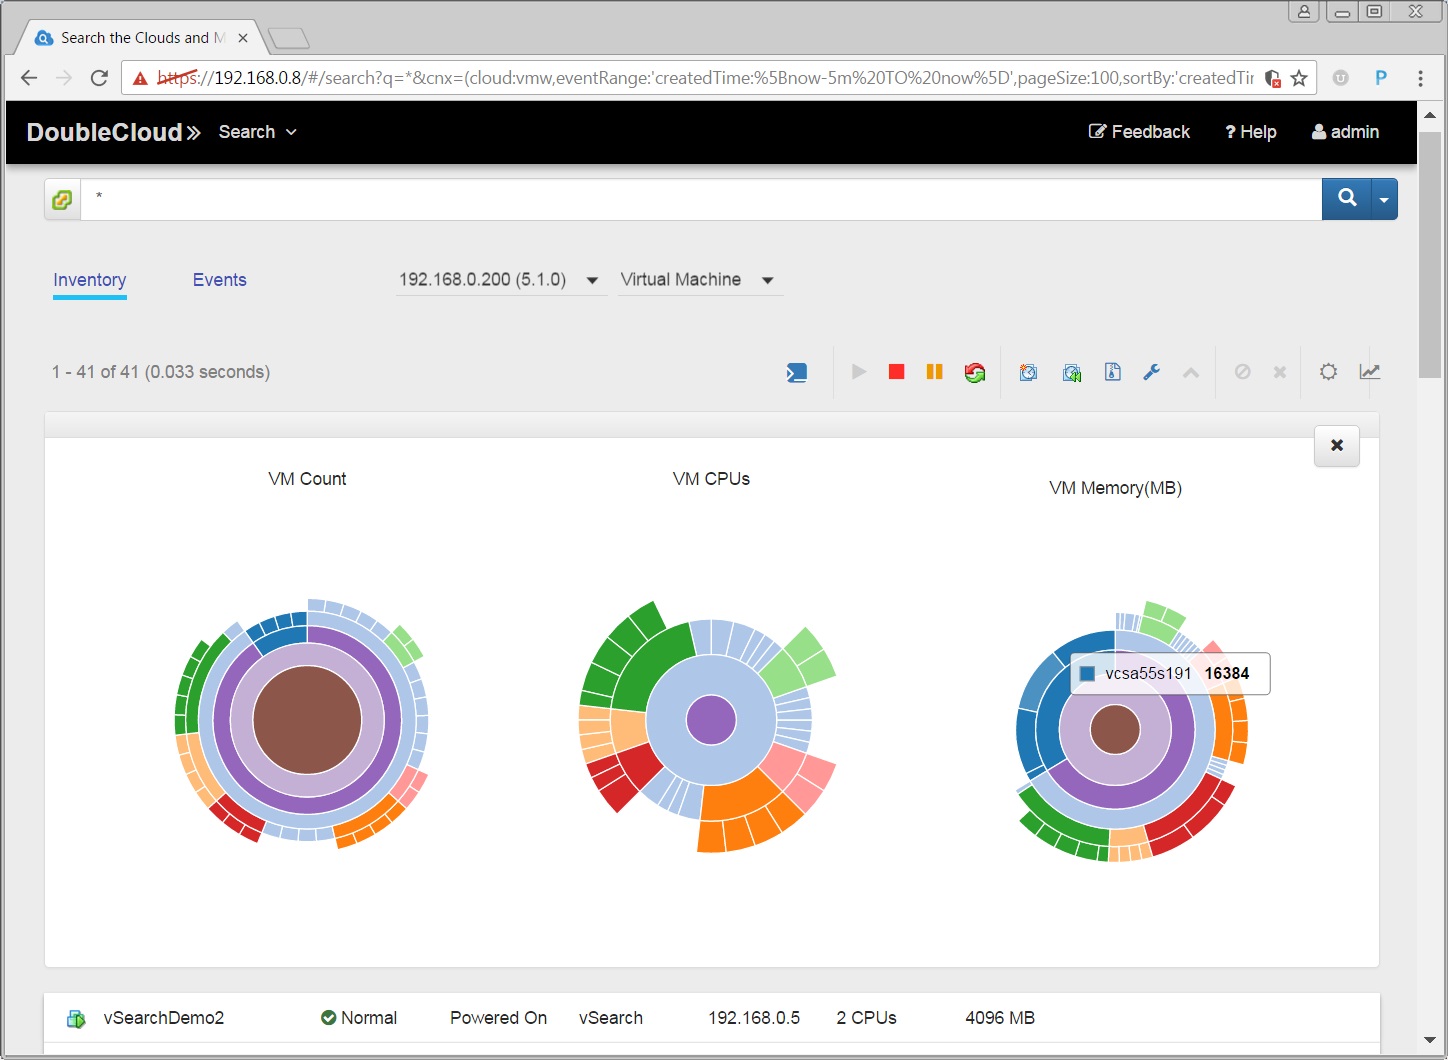 Search the Clouds and M
https://192.168.0.8/#/search?q=*&cnx=(cloud:vmw,eventRange:'createdTime:%5Bnow-5m%20TO%20now%5D',pageSize:100,sortBy:'createdTir
DoubleCloud Search Feedback ? Help admin
*
Inventory Events 192.168.0.200 (5.1.0) Virtual Machine
1 - 41 of 41 (0.033 seconds)
VM Count VM CPUs VM Memory(MB)
vcsa55s191 16384
vSearchDemo2 Normal Powered On vSearch 192.168.0.5 2 CPUs 4096 MB